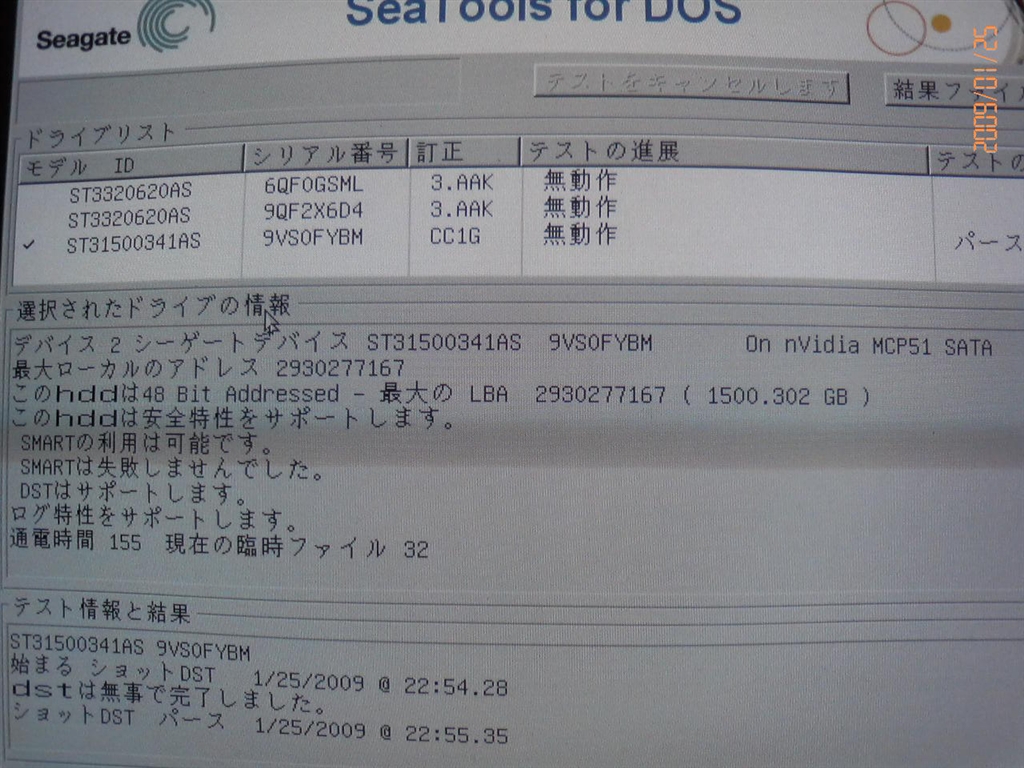 Seagate
SeaTools for DOS
テストをキャンセルします
結果ファイル
ドライブリスト
モデル ID シリアル番号 訂正 テストの進展 テストの
ST3320620AS 6QF0GSML 3.AAK 無動作
ST3320620AS 9QF2X6D4 3.AAK 無動作
✓ ST31500341AS 9VS0FYBM CC1G 無動作 パース
選択されたドライブの情報
デバイス 2 シーゲートデバイス ST31500341AS 9VS0FYBM On nVidia MCP51 SATA
最大ローカルのアドレス 2930277167
このhddは48 Bit Addressed - 最大の LBA 2930277167 ( 1500.302 GB )
このhddは安全特性をサポートします。
SMARTの利用は可能です。
SMARTは失敗しませんでした。
DSTはサポートします。
ログ特性をサポートします。
通電時間 155 現在の臨時ファイル 32
テスト情報と結果
ST31500341AS 9VS0FYBM
始まる ショットDST 1/25/2009 @ 22:54.28
dstは無事で完了しました。
ショットDST パース 1/25/2009 @ 22:55.35
2009/01/25